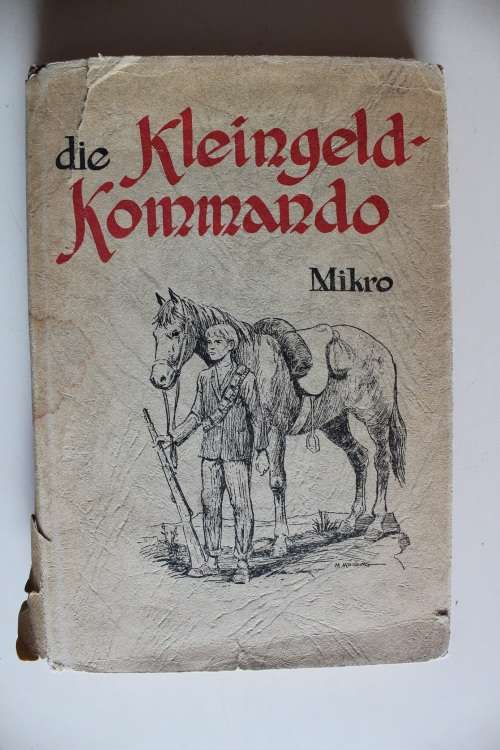 die Kleingeld-
Kommando
Mikro